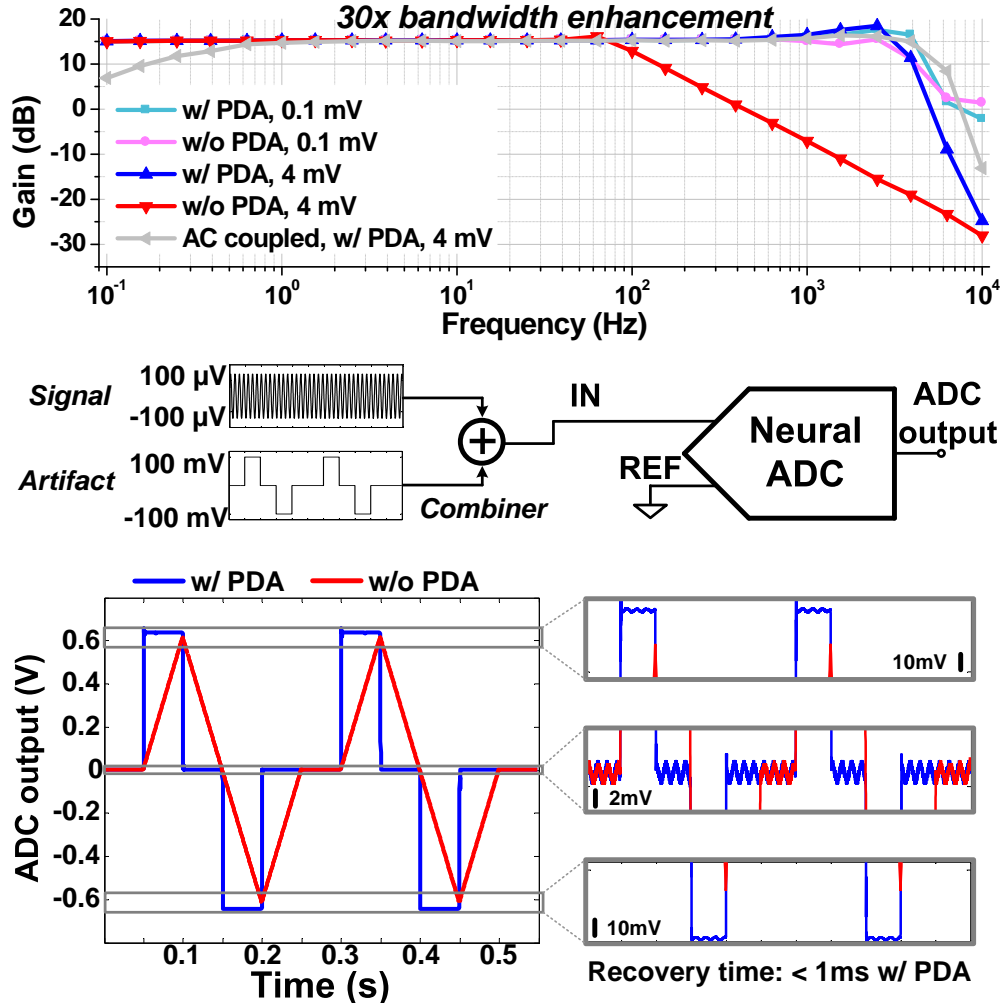 30x bandwidth enhancement
20
10
0
-10
-20
-30
Gain (dB)
w/ PDA, 0.1 mV
w/o PDA, 0.1 mV
w/ PDA, 4 mV
w/o PDA, 4 mV
AC coupled, w/ PDA, 4 mV
10⁻¹ 10⁰ 10¹ 10² 10³ 10⁴
Frequency (Hz)
Signal
100 µV
-100 µV
Artifact
100 mV
-100 mV
Combiner
+
IN
REF
Neural
ADC
ADC
output
w/ PDA w/o PDA
0.6
0.4
0.2
0
-0.2
-0.4
-0.6
ADC output (V)
0.1 0.2 0.3 0.4 0.5
Time (s)
10mV
2mV
10mV
Recovery time: < 1ms w/ PDA